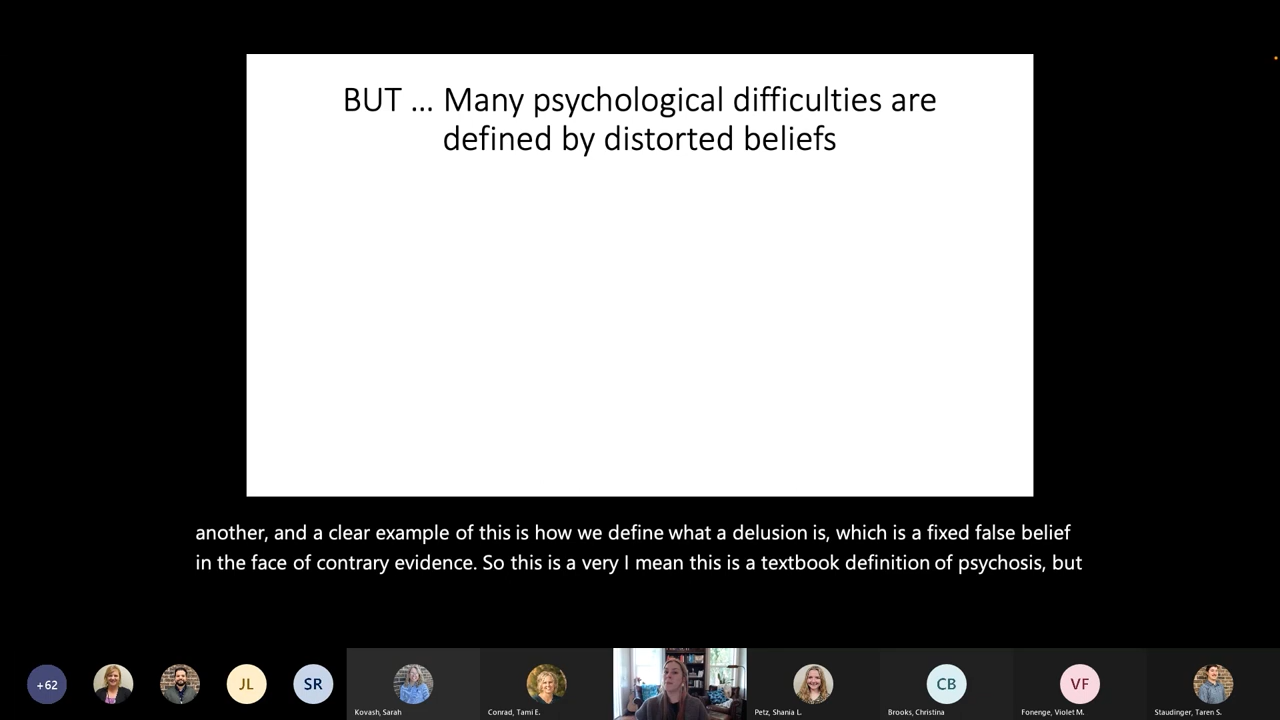 BUT ... Many psychological difficulties are
defined by distorted beliefs
another, and a clear example of this is how we define what a delusion is, which is a fixed false belief
in the face of contrary evidence. So this is a very I mean this is a textbook definition of psychosis, but
+62
JL
SR
Kovash, Sarah
Conrad, Tami E.
Petz, Shania L.
CB
Brooks, Christina
VF
Fonenge, Violet M.
Staudinger, Taren S.